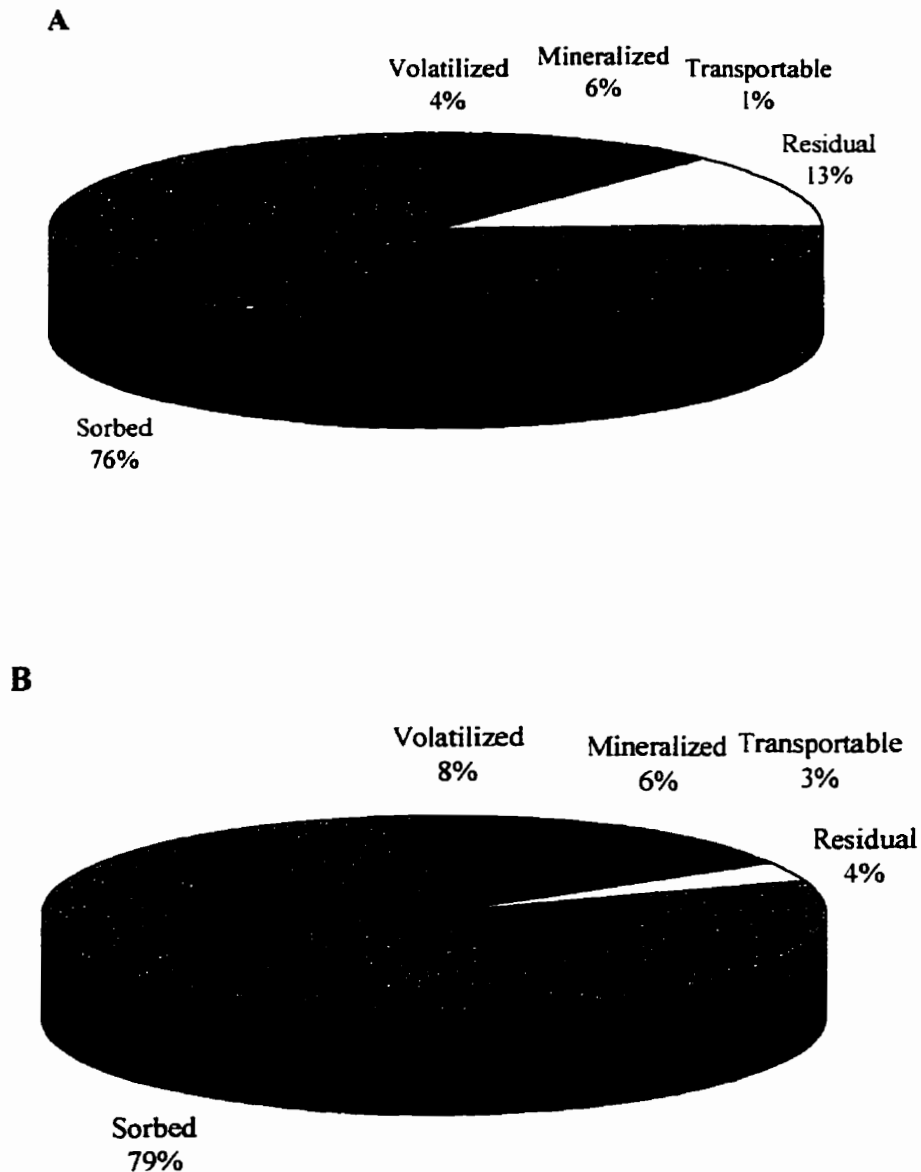 A
Volatilized
4%
Mineralized
6%
Transportable
1%
Residual
13%
Sorbed
76%
B
Volatilized
8%
Mineralized
6%
Transportable
3%
Residual
4%
Sorbed
79%